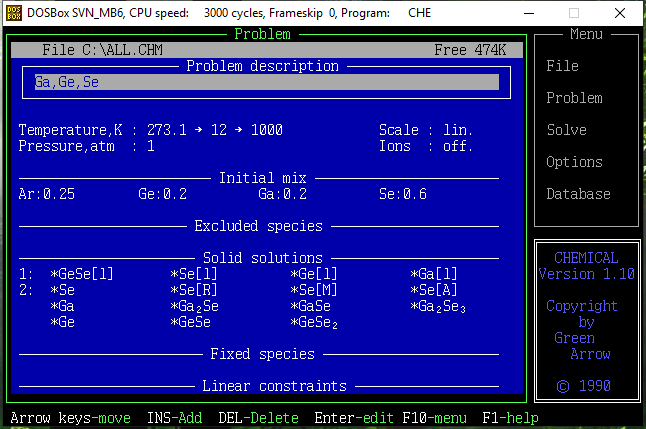 DOS BOX DOSBox SVN_MB6, CPU speed: 3000 cycles, Frameskip 0, Program: CHE
Problem
File C:\ALL.CHM Free 474K
Problem description
Ga,Ge,Se
Temperature,K : 273.1 → 12 → 1000 Scale : lin.
Pressure,atm : 1 Ions : off.
Initial mix
Ar:0.25 Ge:0.2 Ga:0.2 Se:0.6
Excluded species
Solid solutions
1: *GeSe[l] *Se[l] *Ge[l] *Ga[l]
2: *Se *Se[R] *Se[M] *Se[A]
*Ga *Ga₂Se *GaSe *Ga₂Se₃
*Ge *GeSe *GeSe₂
Fixed species
Linear constraints
Menu
File
Problem
Solve
Options
Database
CHEMICAL
Version 1.10
Copyright
by
Green
Arrow
© 1990
Arrow keys-move INS-Add DEL-Delete Enter-edit F10-menu F1-help